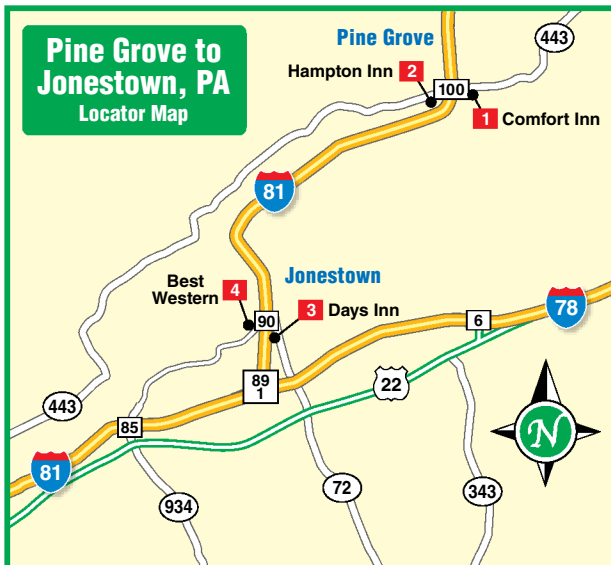 Pine Grove to
Jonestown, PA
Locator Map
Pine Grove
443
Hampton Inn 2
100
1 Comfort Inn
81
Best
Western 4
Jonestown
90
3 Days Inn
6
78
89
1
22
443
85
81
934
72
343
N